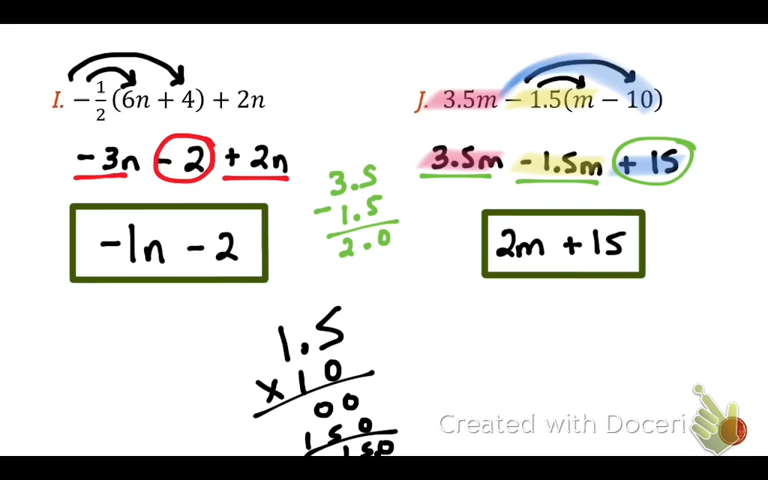 I. −1/2(6n + 4) + 2n
−3n − 2 + 2n
−1n − 2
J. 3.5m − 1.5(m − 10)
3.5m − 1.5m + 15
2m + 15
3.5
− 1.5
2.0
1.5
× 10
00
150
150
Created with Doceri